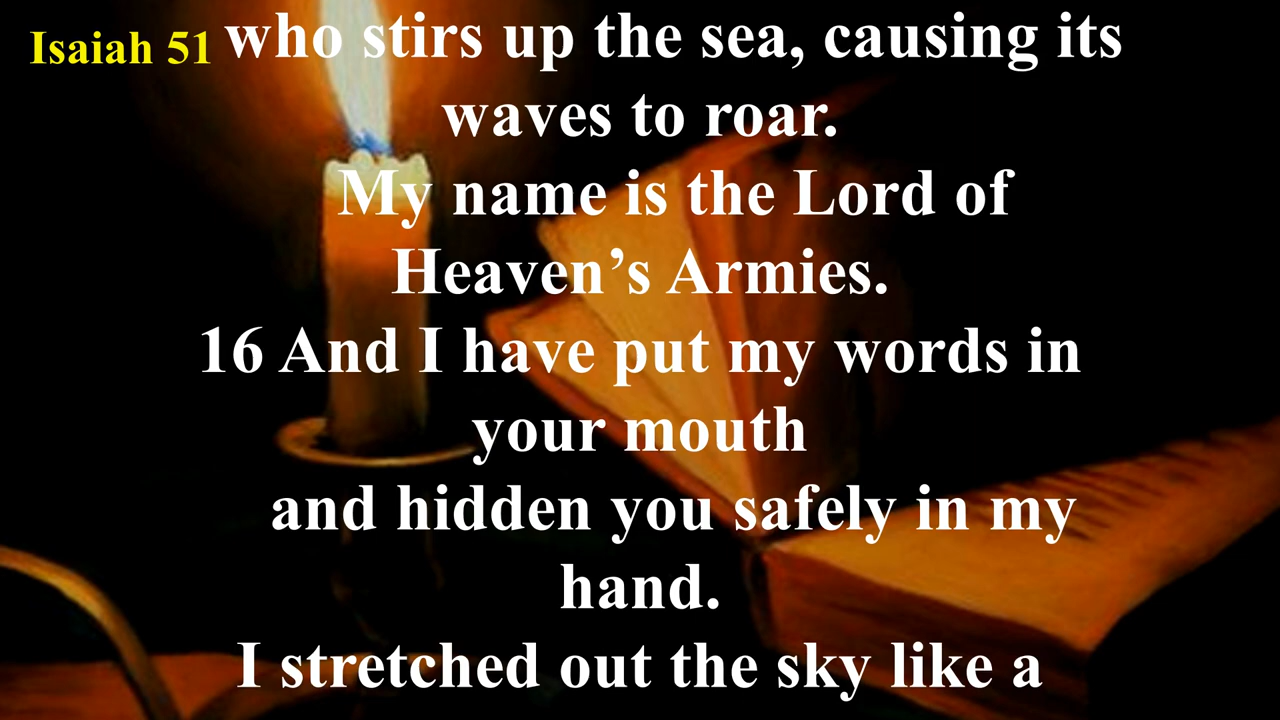 Isaiah 51
who stirs up the sea, causing its
waves to roar.
My name is the Lord of
Heaven’s Armies.
16 And I have put my words in
your mouth
and hidden you safely in my
hand.
I stretched out the sky like a